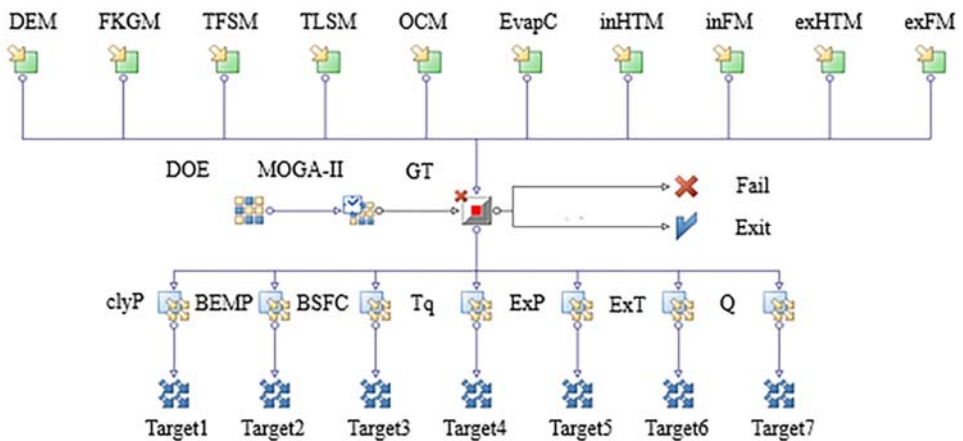 DEM FKGM TFSM TLSM OCM EvapC inHTM inFM exHTM exFM
DOE MOGA-II GT
Fail
Exit
clyP BEMP BSFC Tq ExP ExT Q
Target1 Target2 Target3 Target4 Target5 Target6 Target7